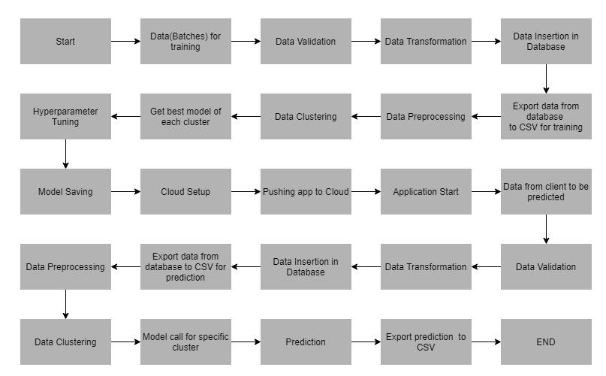 Start
Data(Batches) for
training
Data Validation
Data Transformation
Data Insertion in
Database
Export data from
database
to CSV for training
Data Preprocessing
Data Clustering
Get best model of
each cluster
Hyperparameter
Tuning
Model Saving
Cloud Setup
Pushing app to Cloud
Application Start
Data from client to be
predicted
Data Validation
Data Transformation
Data Insertion in
Database
Export data from
database to CSV for
prediction
Data Preprocessing
Data Clustering
Model call for specific
cluster
Prediction
Export prediction to
CSV
END